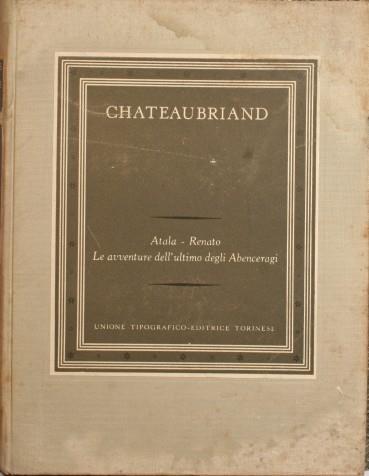 CHATEAUBRIAND
Atala - Renato
Le avventure dell'ultimo degli Abenceragi
UNIONE TIPOGRAFICO-EDITRICE TORINESE